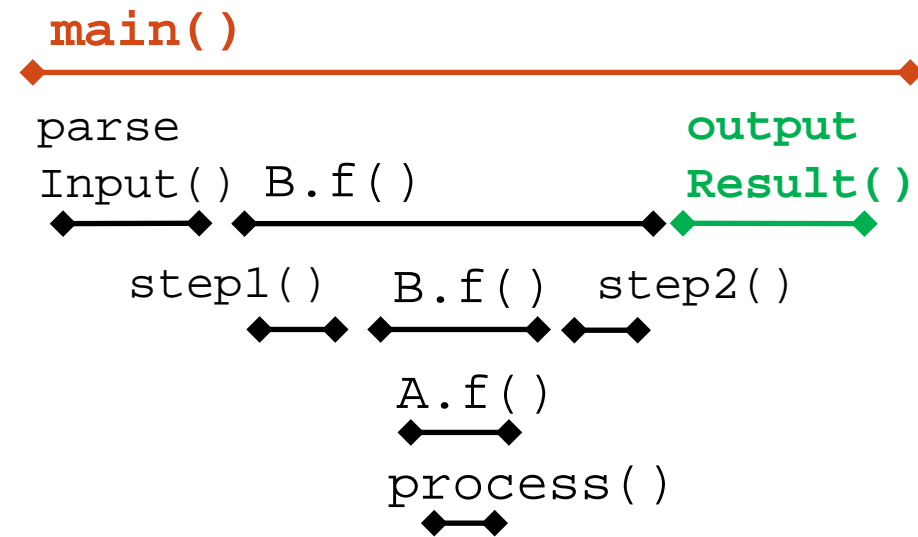 main()
parse
Input()
B.f()
output
Result()
step1()
B.f()
step2()
A.f()
process()